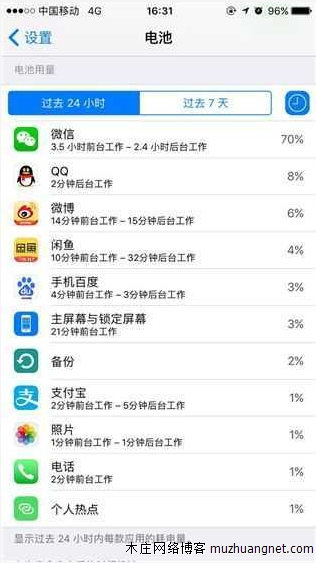 中国移动 4G 16:31 96%
设置 电池
电池用量
过去 24 小时 过去 7 天
微信 70%
3.5 小时前台工作 – 2.4 小时后台工作
QQ 8%
2分钟后台工作
微博 6%
14分钟前台工作 – 15分钟后台工作
闲鱼 4%
10分钟前台工作 – 32分钟后台工作
手机百度 3%
4分钟前台工作 – 3分钟后台工作
主屏幕与锁定屏幕 3%
21分钟前台工作
备份 2%
支付宝 1%
2分钟前台工作 – 5分钟后台工作
照片 1%
1分钟前台工作 – 1分钟后台工作
电话 1%
2分钟前台工作
个人热点 1%
显示过去 24 小时内每款应用的耗电量
木庄网络博客 muzhuangnet.com